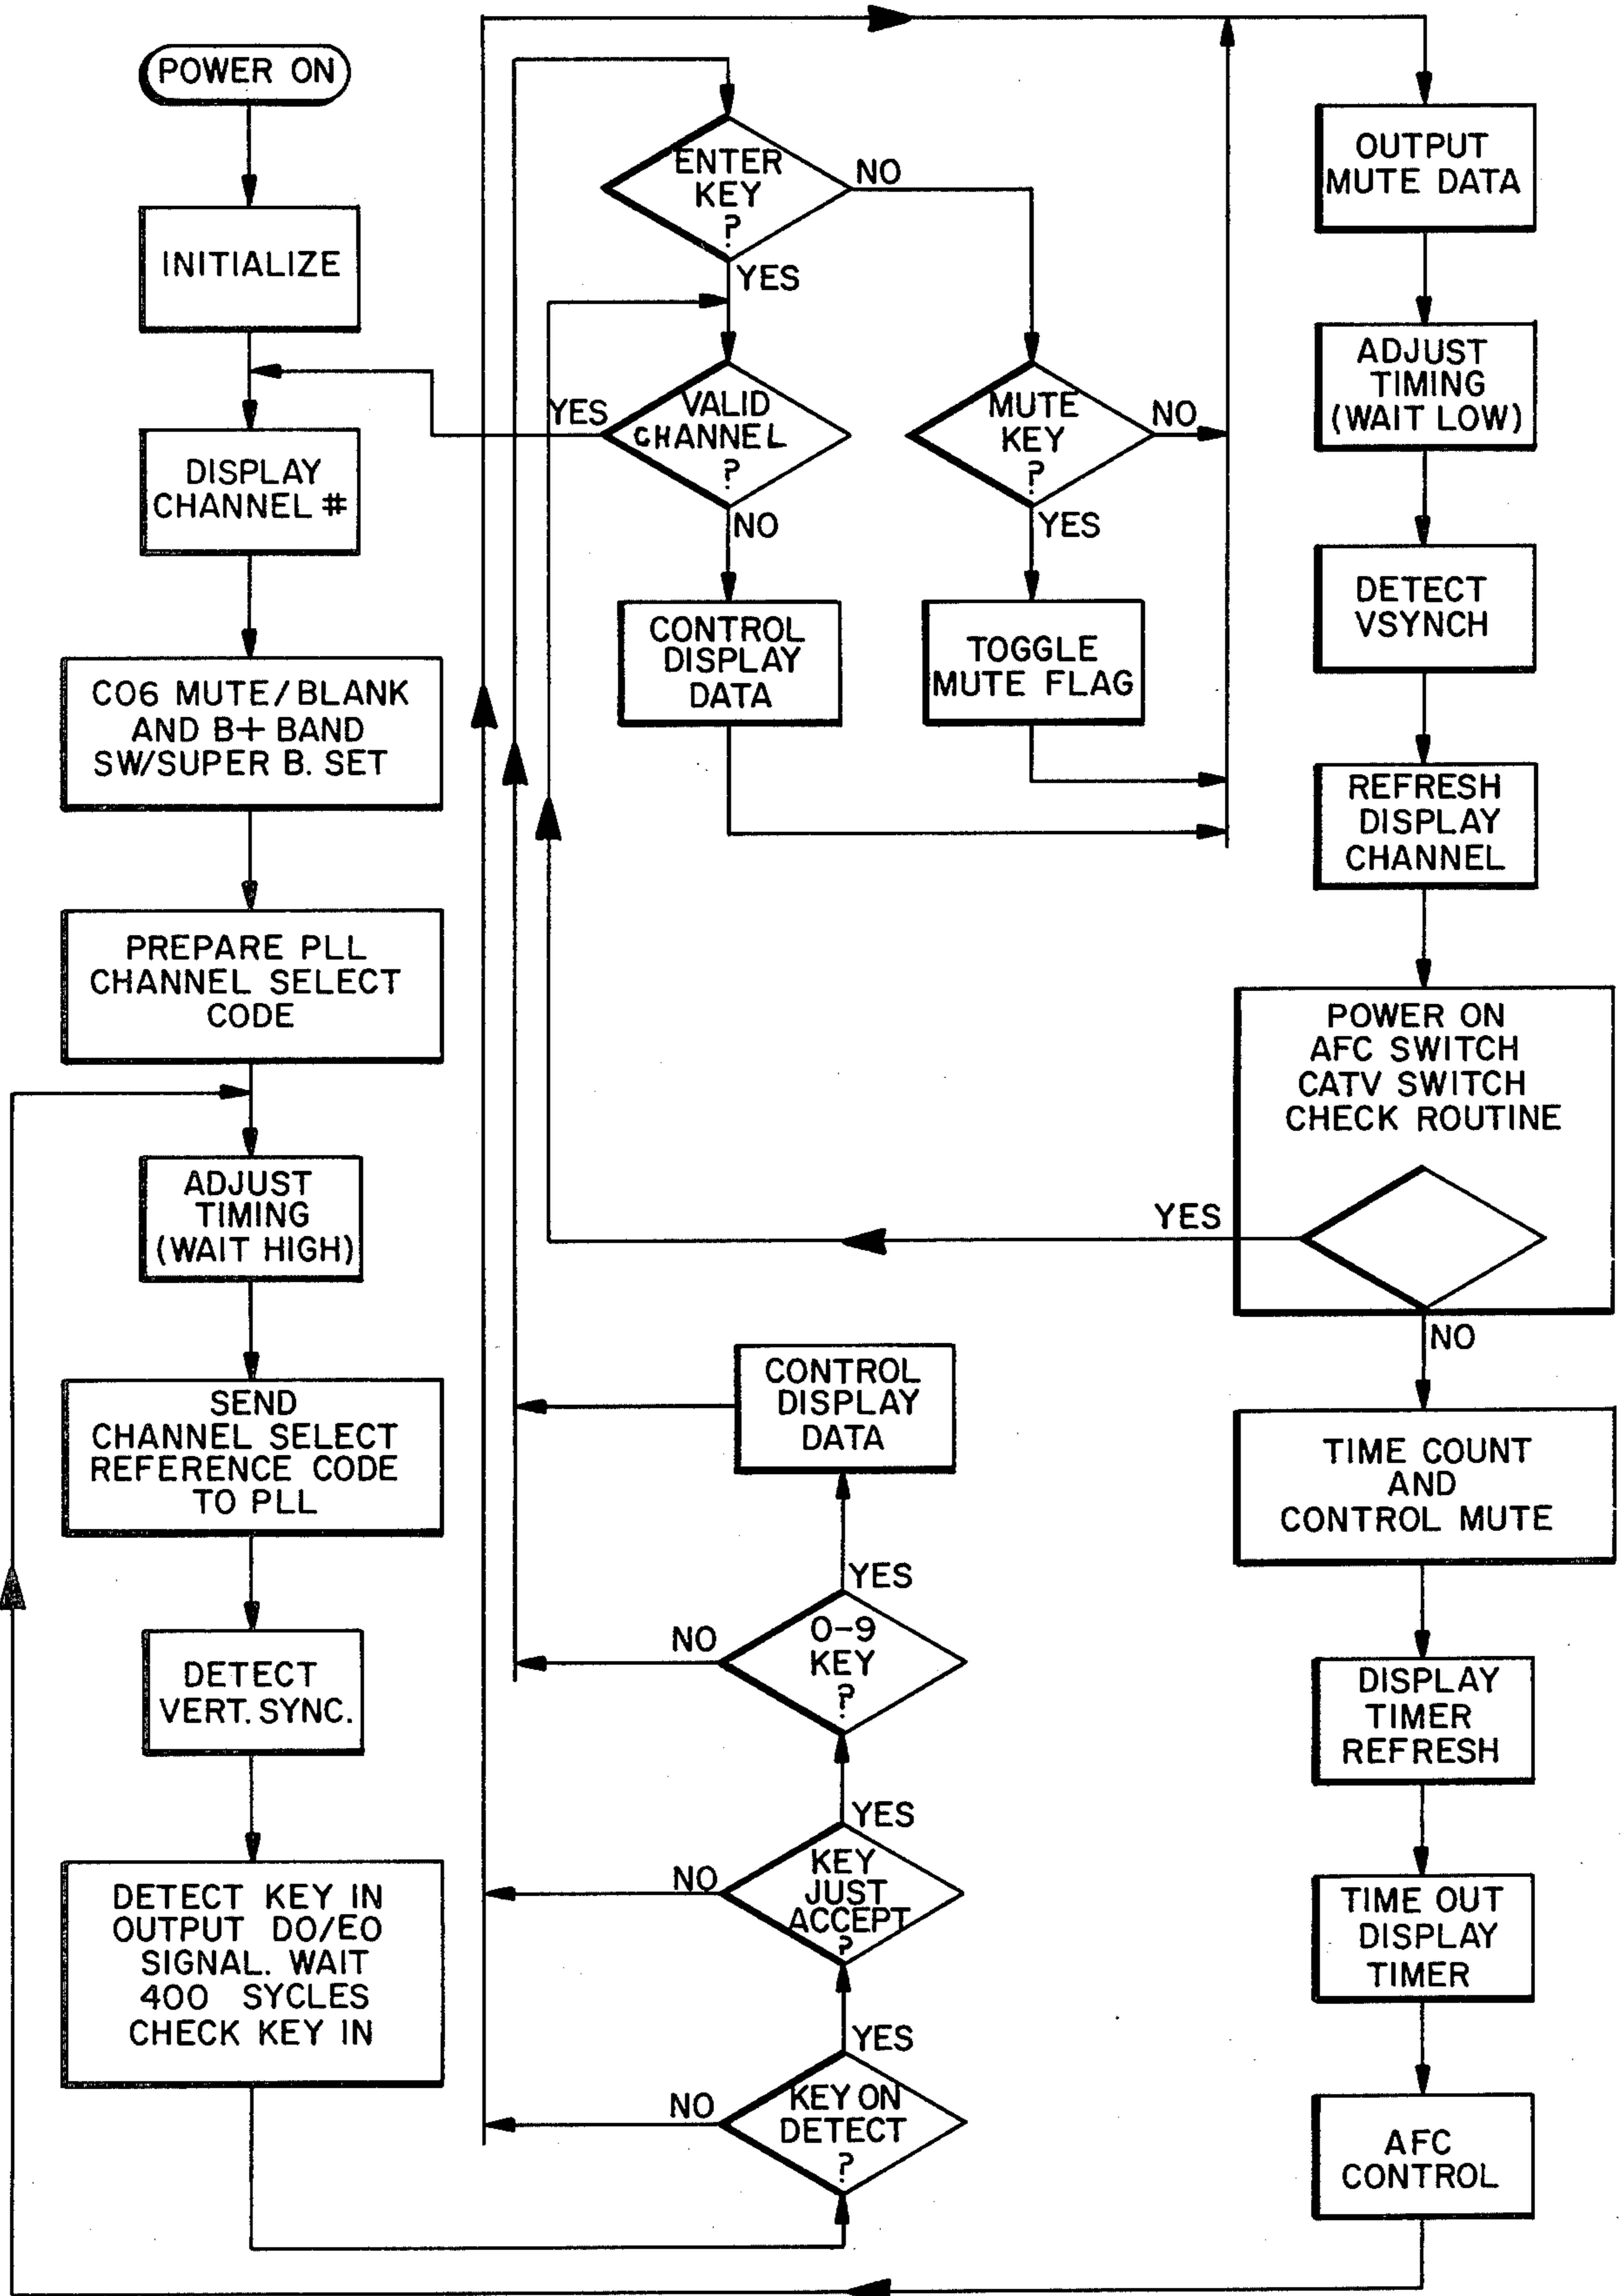 POWER ON
INITIALIZE
DISPLAY
CHANNEL #
CO6 MUTE/BLANK
AND B+ BAND
SW/SUPER B. SET
PREPARE PLL
CHANNEL SELECT
CODE
ADJUST
TIMING
(WAIT HIGH)
SEND
CHANNEL SELECT
REFERENCE CODE
TO PLL
DETECT
VERT. SYNC.
DETECT KEY IN
OUTPUT DO/EO
SIGNAL. WAIT
400 SYCLES
CHECK KEY IN
ENTER
KEY
?
NO
YES
VALID
CHANNEL
?
YES
NO
MUTE
KEY
?
NO
YES
CONTROL
DISPLAY
DATA
TOGGLE
MUTE FLAG
CONTROL
DISPLAY
DATA
YES
0-9
KEY
?
NO
YES
KEY
JUST
ACCEPT
?
NO
YES
KEY ON
DETECT
?
NO
OUTPUT
MUTE DATA
ADJUST
TIMING
(WAIT LOW)
DETECT
VSYNCH
REFRESH
DISPLAY
CHANNEL
POWER ON
AFC SWITCH
CATV SWITCH
CHECK ROUTINE
YES
NO
TIME COUNT
AND
CONTROL MUTE
DISPLAY
TIMER
REFRESH
TIME OUT
DISPLAY
TIMER
AFC
CONTROL